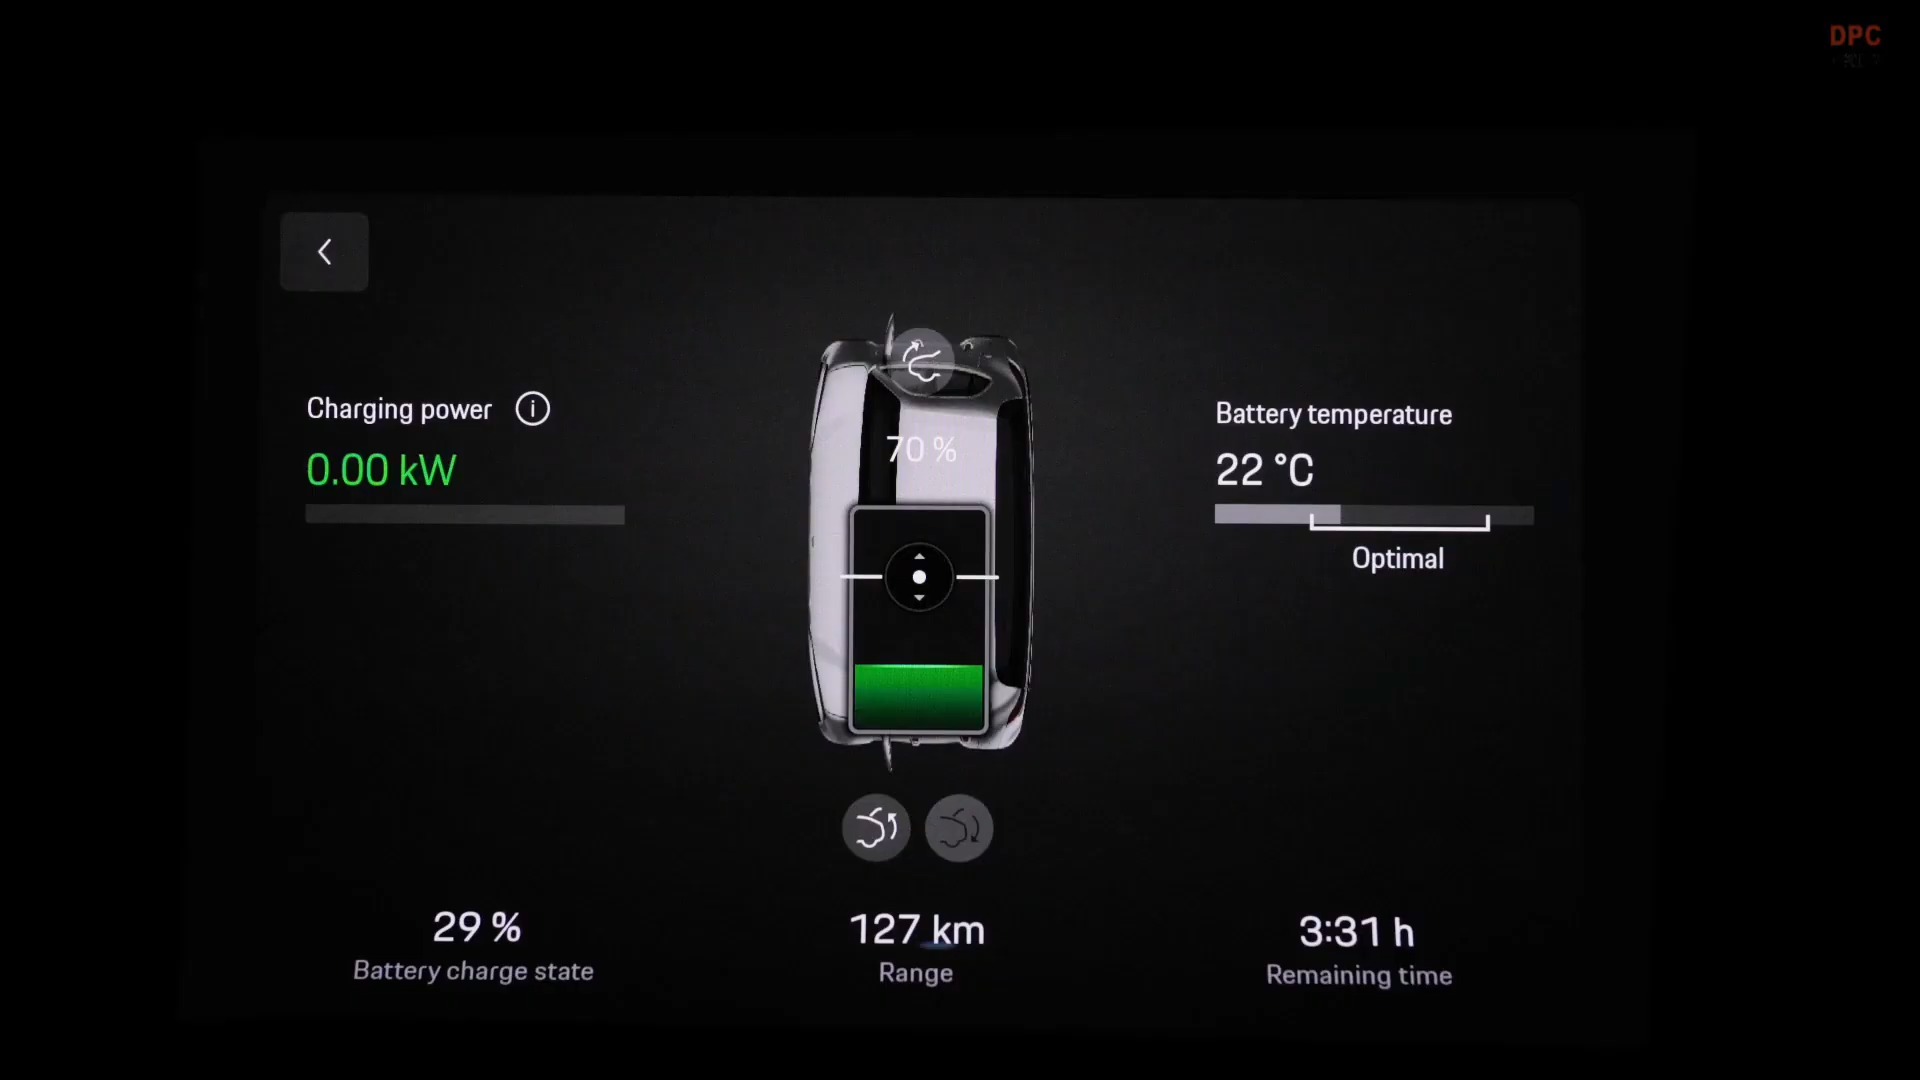 DPC
Charging power
0.00 kW
70 %
Battery temperature
22 °C
Optimal
29 %
Battery charge state
127 km
Range
3:31 h
Remaining time